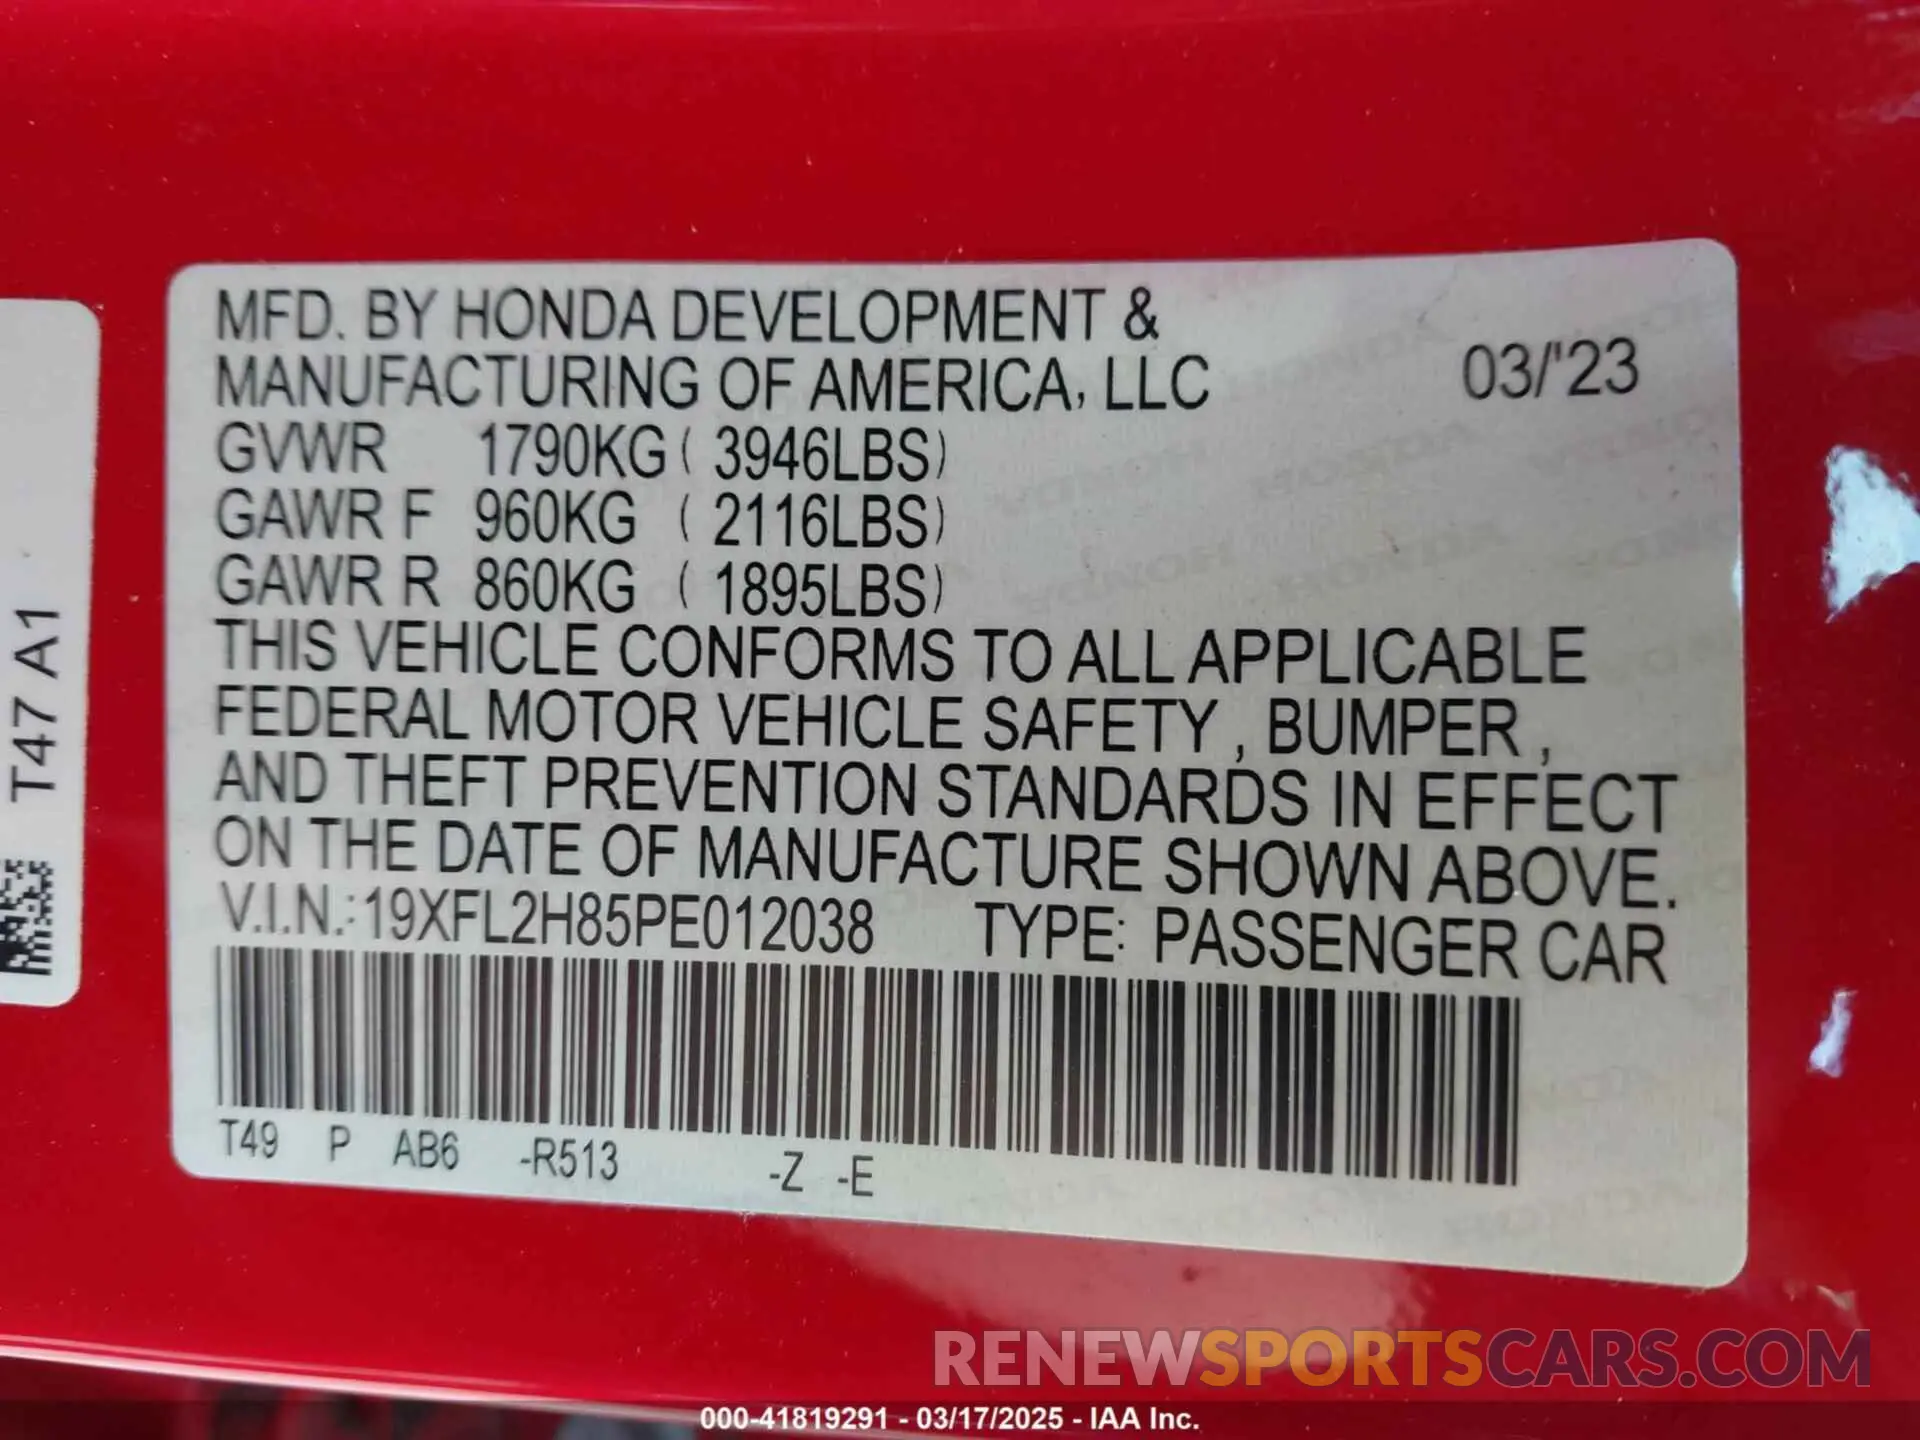 MFD. BY HONDA DEVELOPMENT &
MANUFACTURING OF AMERICA, LLC 03/'23
GVWR 1790KG ( 3946LBS)
GAWR F 960KG ( 2116LBS)
GAWR R 860KG ( 1895LBS)
THIS VEHICLE CONFORMS TO ALL APPLICABLE
FEDERAL MOTOR VEHICLE SAFETY , BUMPER ,
AND THEFT PREVENTION STANDARDS IN EFFECT
ON THE DATE OF MANUFACTURE SHOWN ABOVE.
V.I.N.: 19XFL2H85PE012038 TYPE: PASSENGER CAR
T49 P AB6 -R513 -Z -E
T47 A1
HONDA HONDA HONDA
RENEWSPORTSCARS.COM
000-41819291 - 03/17/2025 - IAA Inc.